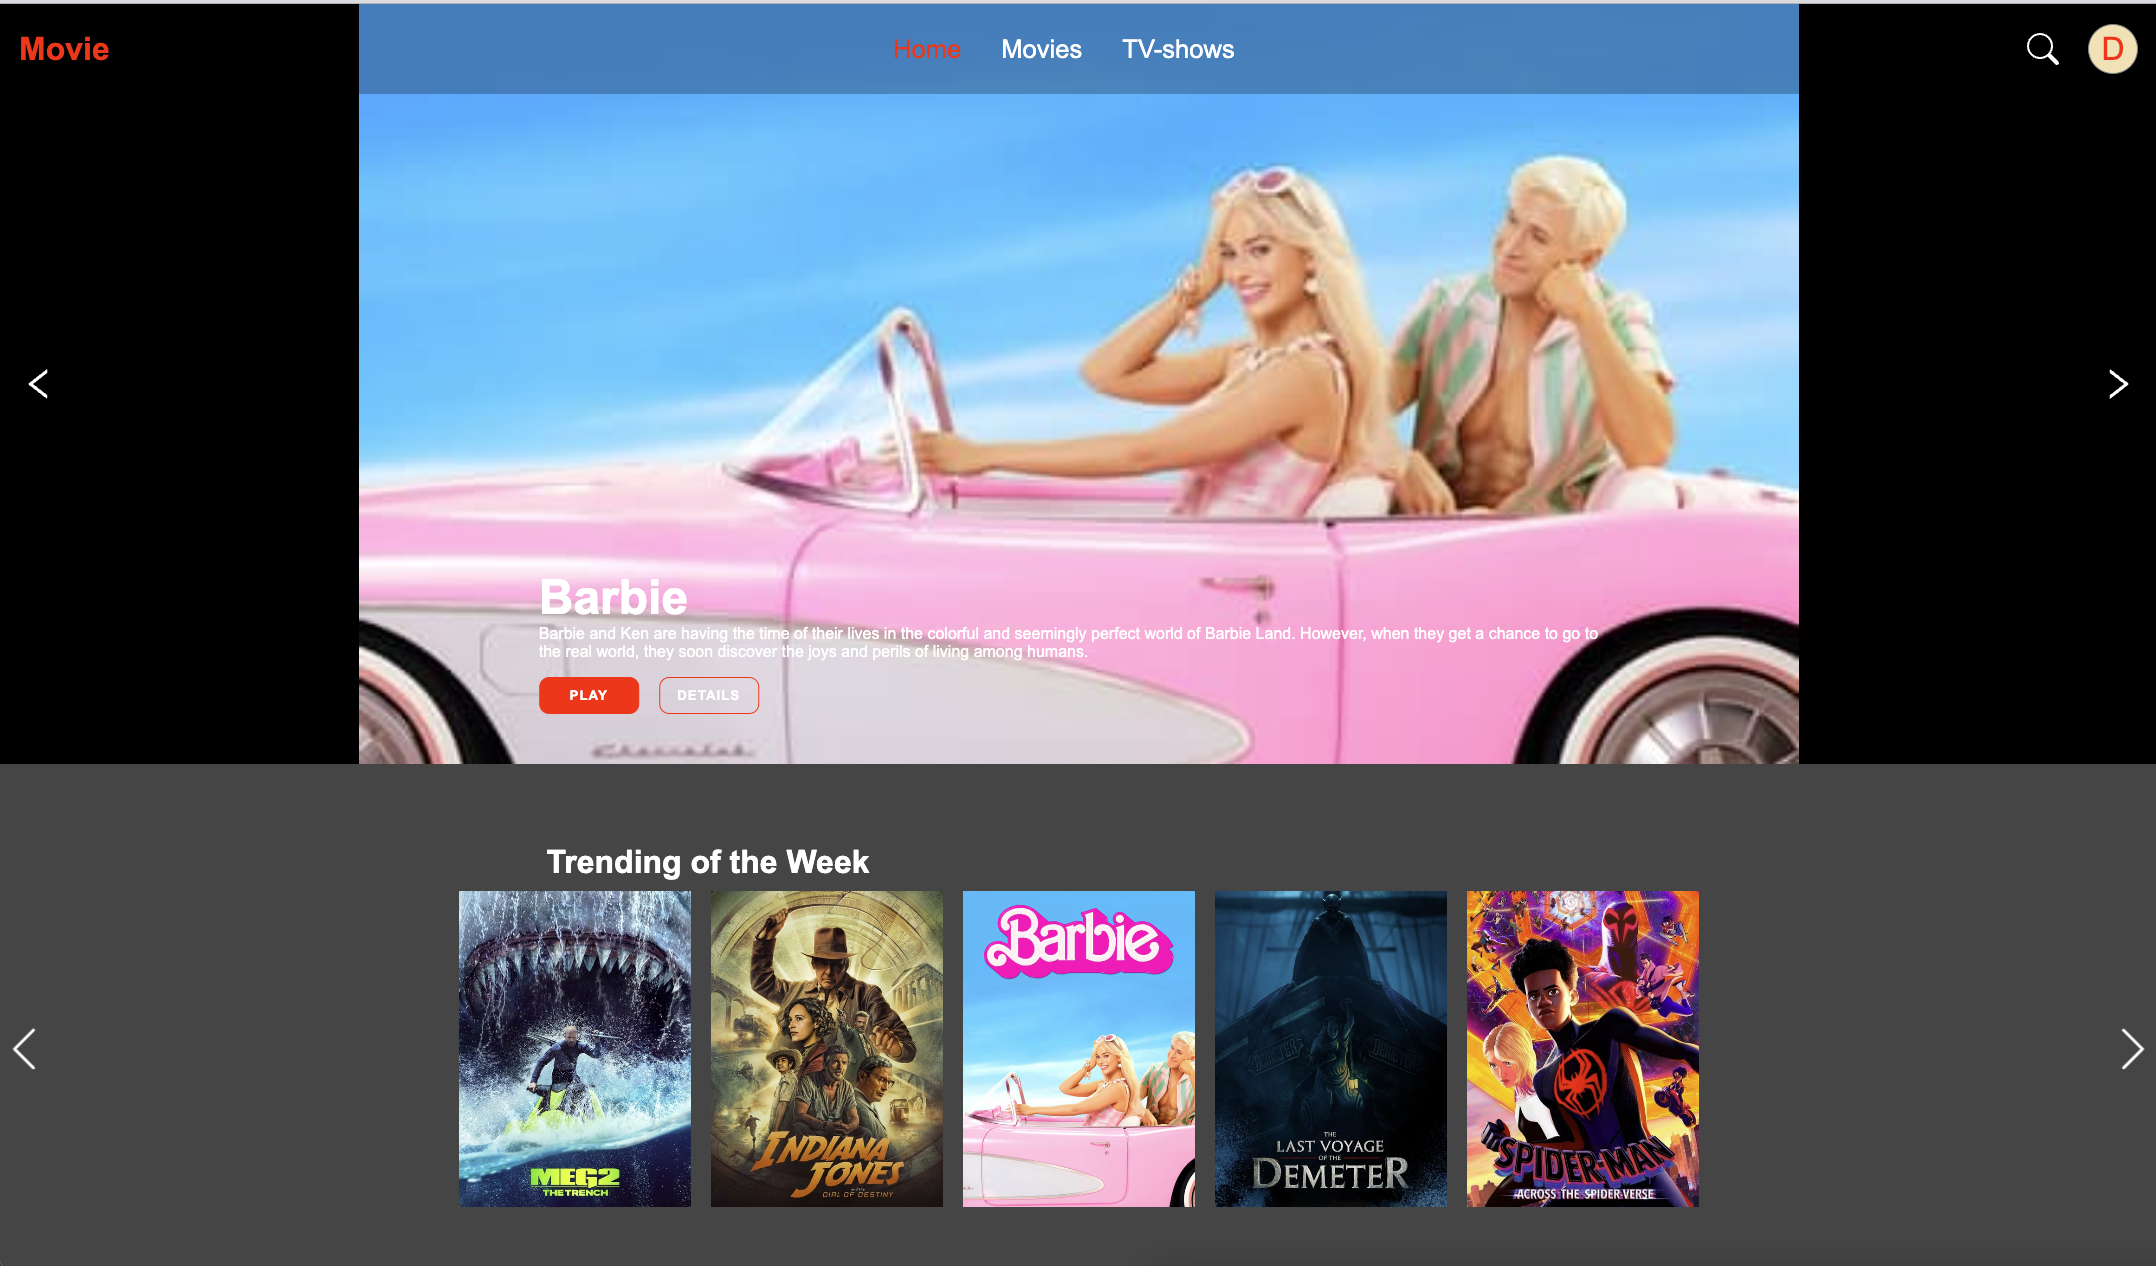 Movie
Home Movies TV-shows
D
Barbie
Barbie and Ken are having the time of their lives in the colorful and seemingly perfect world of Barbie Land. However, when they get a chance to go to
the real world, they soon discover the joys and perils of living among humans.
PLAY DETAILS
Chevrolet
Trending of the Week
MEG2
THE TRENCH
INDIANA
JONES
DIAL OF DESTINY
Barbie
THE
LAST VOYAGE
OF THE
DEMETER
SPIDER-MAN
ACROSS THE SPIDER-VERSE